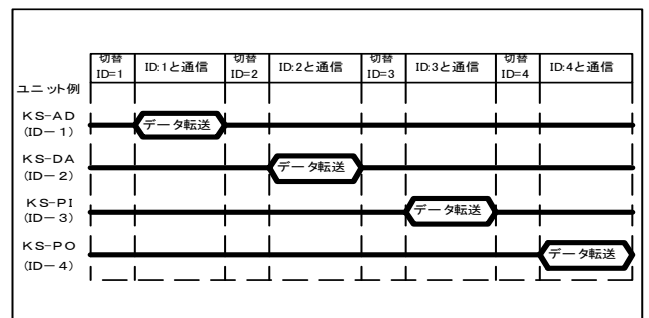 切替 ID:1と通信 切替 ID:2と通信 切替 ID:3と通信 切替 ID:4と通信
ID=1 ID=2 ID=3 ID=4
ユニット例
KS-AD
(ID－1)
データ転送
KS-DA
(ID－2)
データ転送
KS-PI
(ID－3)
データ転送
KS-PO
(ID－4)
データ転送